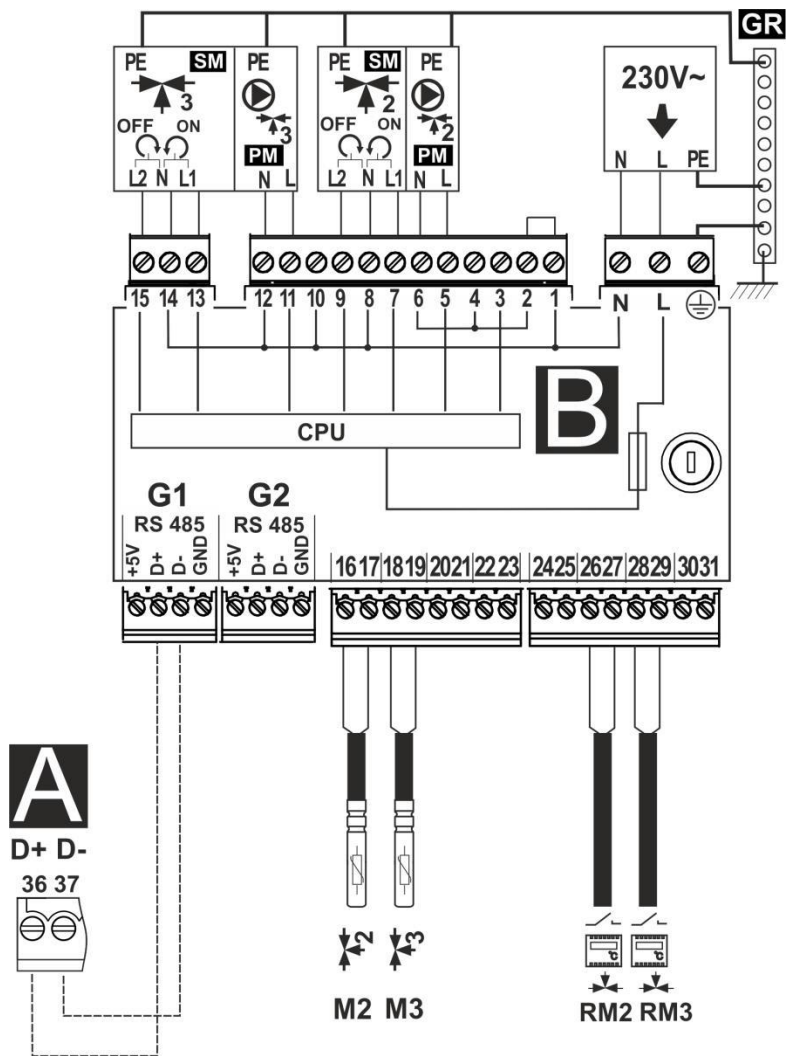 GR
PE SM PE PE SM PE
230V~
3 3 2 2
OFF ON PM OFF ON PM
L2 N L1 N L L2 N L1 N L
N L PE
15 14 13 12 11 10 9 8 7 6 5 4 3 2 1 N L
B
CPU
G1 G2
RS 485 RS 485
+5V D+ D- GND +5V D+ D- GND
16 17 18 19 20 21 22 23 24 25 26 27 28 29 30 31
A
D+ D-
36 37
2 3 °C °C
M2 M3 RM2 RM3